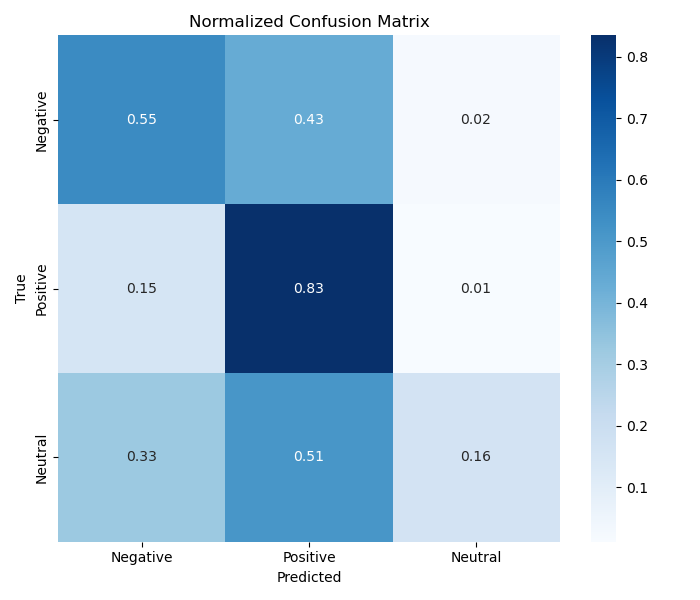 Normalized Confusion Matrix
Negative
0.55 0.43 0.02
True
Positive
0.15 0.83 0.01
Neutral
0.33 0.51 0.16
Negative Positive Neutral
Predicted
0.8
0.7
0.6
0.5
0.4
0.3
0.2
0.1